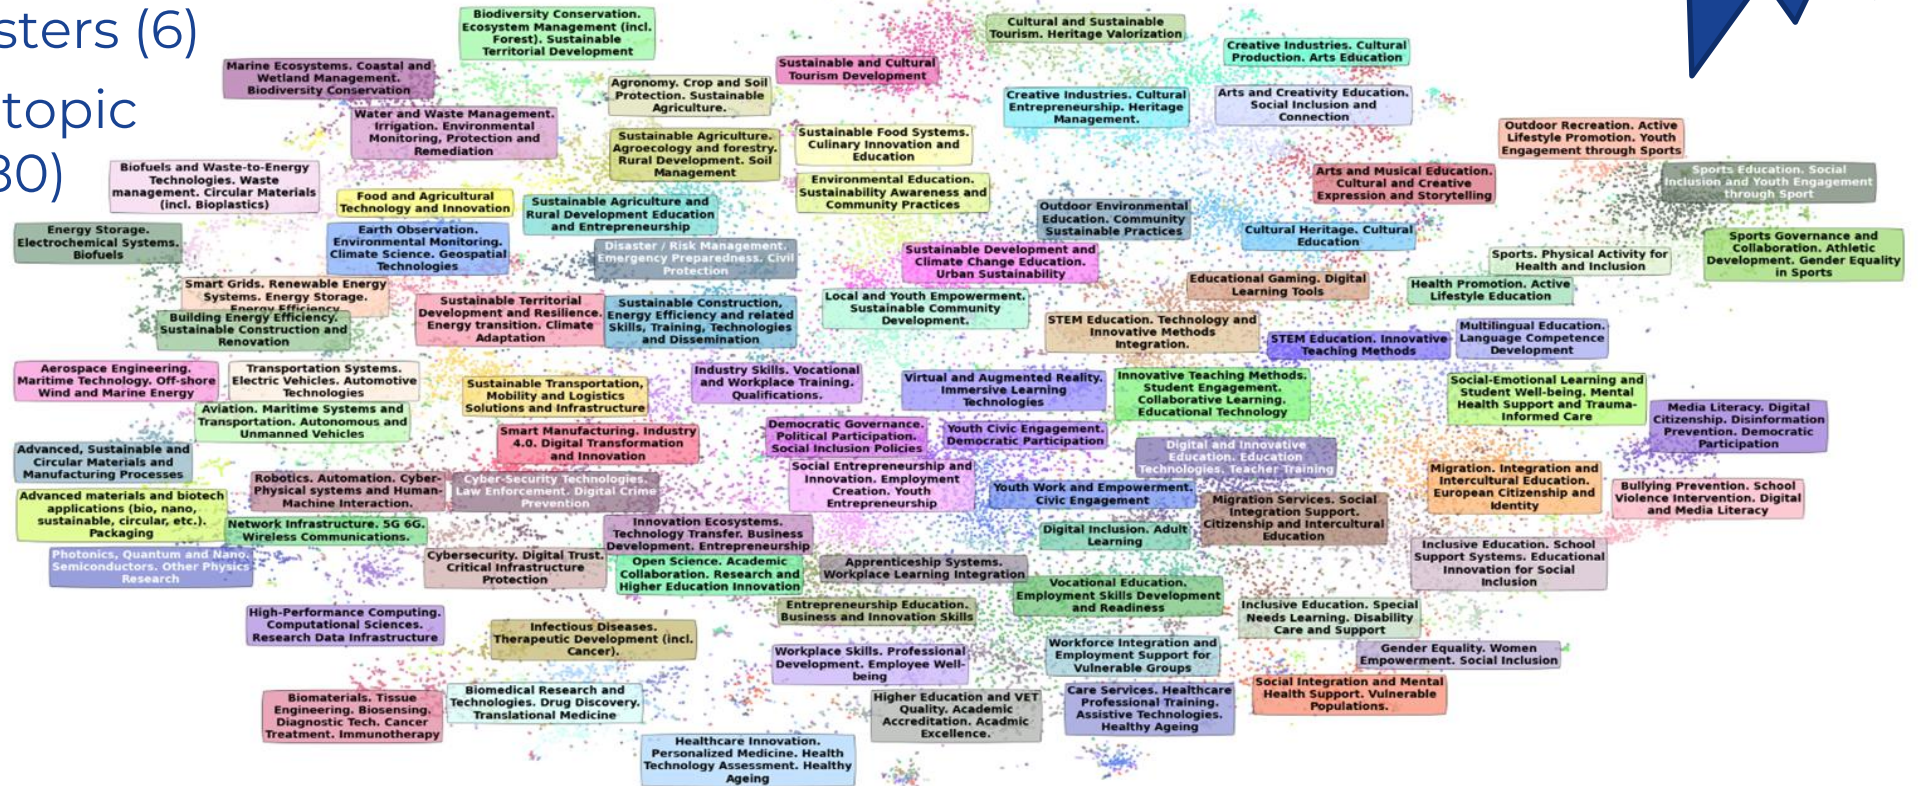 sters (6)
topic
80)
Biodiversity Conservation.
Ecosystem Management (incl.
Forest). Sustainable
Territorial Development
Cultural and Sustainable
Tourism. Heritage Valorization
Creative Industries. Cultural
Production. Arts Education
Marine Ecosystems. Coastal and
Wetland Management.
Biodiversity Conservation
Sustainable and Cultural
Tourism Development
Agronomy. Crop and Soil
Protection. Sustainable
Agriculture.
Creative Industries. Cultural
Entrepreneurship. Heritage
Management.
Arts and Creativity Education.
Social Inclusion and
Connection
Water and Waste Management.
Irrigation. Environmental
Monitoring, Protection and
Remediation
Sustainable Agriculture.
Agroecology and forestry.
Rural Development. Soil
Management
Sustainable Food Systems.
Culinary Innovation and
Education
Outdoor Recreation. Active
Lifestyle Promotion. Youth
Engagement through Sports
Biofuels and Waste-to-Energy
Technologies. Waste
management. Circular Materials
(incl. Bioplastics)
Food and Agricultural
Technology and Innovation
Sustainable Agriculture and
Rural Development Education
and Entrepreneurship
Environmental Education.
Sustainability Awareness and
Community Practices
Arts and Musical Education.
Cultural and Creative
Expression and Storytelling
Sports Education. Social
Inclusion and Youth Engagement
through Sport
Outdoor Environmental
Education. Community
Sustainable Practices
Cultural Heritage. Cultural
Education
Energy Storage.
Electrochemical Systems.
Biofuels
Earth Observation.
Environmental Monitoring.
Climate Science. Geospatial
Technologies
Disaster / Risk Management.
Emergency Preparedness. Civil
Protection
Sustainable Development and
Climate Change Education.
Urban Sustainability
Sports. Physical Activity for
Health and Inclusion
Sports Governance and
Collaboration. Athletic
Development. Gender Equality
in Sports
Smart Grids. Renewable Energy
Systems. Energy Storage.
Energy Efficiency
Educational Gaming. Digital
Learning Tools
Health Promotion. Active
Lifestyle Education
Building Energy Efficiency.
Sustainable Construction and
Renovation
Sustainable Territorial
Development and Resilience.
Energy transition. Climate
Adaptation
Sustainable Construction,
Energy Efficiency and related
Skills, Training, Technologies
and Dissemination
Local and Youth Empowerment.
Sustainable Community
Development.
STEM Education. Technology and
Innovative Methods
Integration.
STEM Education. Innovative
Teaching Methods
Multilingual Education.
Language Competence
Development
Aerospace Engineering.
Maritime Technology. Off-shore
Wind and Marine Energy
Transportation Systems.
Electric Vehicles. Automotive
Technologies
Sustainable Transportation,
Mobility and Logistics
Solutions and Infrastructure
Industry Skills. Vocational
and Workplace Training.
Qualifications.
Virtual and Augmented Reality.
Immersive Learning
Technologies
Innovative Teaching Methods.
Student Engagement.
Collaborative Learning.
Educational Technology
Social-Emotional Learning and
Student Well-being. Mental
Health Support and Trauma-
Informed Care
Aviation. Maritime Systems and
Transportation. Autonomous and
Unmanned Vehicles
Media Literacy. Digital
Citizenship. Disinformation
Prevention. Democratic
Participation
Smart Manufacturing. Industry
4.0. Digital Transformation
and Innovation
Democratic Governance.
Political Participation.
Social Inclusion Policies
Youth Civic Engagement.
Democratic Participation
Digital and Innovative
Education. Education
Technologies. Teacher Training
Advanced, Sustainable and
Circular Materials and
Manufacturing Processes
Robotics. Automation. Cyber-
Physical systems and Human-
Machine Interaction.
Cyber-Security Technologies.
Law Enforcement. Digital Crime
Prevention
Social Entrepreneurship and
Innovation. Employment
Creation. Youth
Entrepreneurship
Youth Work and Empowerment.
Civic Engagement
Migration. Integration and
Intercultural Education.
European Citizenship and
Identity
Bullying Prevention. School
Violence Intervention. Digital
and Media Literacy
Advanced materials and biotech
applications (bio, nano,
sustainable, circular, etc.).
Packaging
Migration Services. Social
Integration Support.
Citizenship and Intercultural
Education
Network Infrastructure. 5G 6G.
Wireless Communications.
Innovation Ecosystems.
Technology Transfer. Business
Development. Entrepreneurship
Digital Inclusion. Adult
Learning
Photonics, Quantum and Nano.
Semiconductors. Other Physics
Research
Cybersecurity. Digital Trust.
Critical Infrastructure
Protection
Open Science. Academic
Collaboration. Research and
Higher Education Innovation
Apprenticeship Systems.
Workplace Learning Integration
Inclusive Education. School
Support Systems. Educational
Innovation for Social
Inclusion
Vocational Education.
Employment Skills Development
and Readiness
High-Performance Computing.
Computational Sciences.
Research Data Infrastructure
Infectious Diseases.
Therapeutic Development (incl.
Cancer).
Entrepreneurship Education.
Business and Innovation Skills
Inclusive Education. Special
Needs Learning. Disability
Care and Support
Workplace Skills. Professional
Development. Employee Well-
being
Workforce Integration and
Employment Support for
Vulnerable Groups
Gender Equality. Women
Empowerment. Social Inclusion
Biomaterials. Tissue
Engineering. Biosensing.
Diagnostic Tech. Cancer
Treatment. Immunotherapy
Biomedical Research and
Technologies. Drug Discovery.
Translational Medicine
Higher Education and VET
Quality. Academic
Accreditation. Acadmic
Excellence.
Care Services. Healthcare
Professional Training.
Assistive Technologies.
Healthy Ageing
Social Integration and Mental
Health Support. Vulnerable
Populations.
Healthcare Innovation.
Personalized Medicine. Health
Technology Assessment. Healthy
Ageing